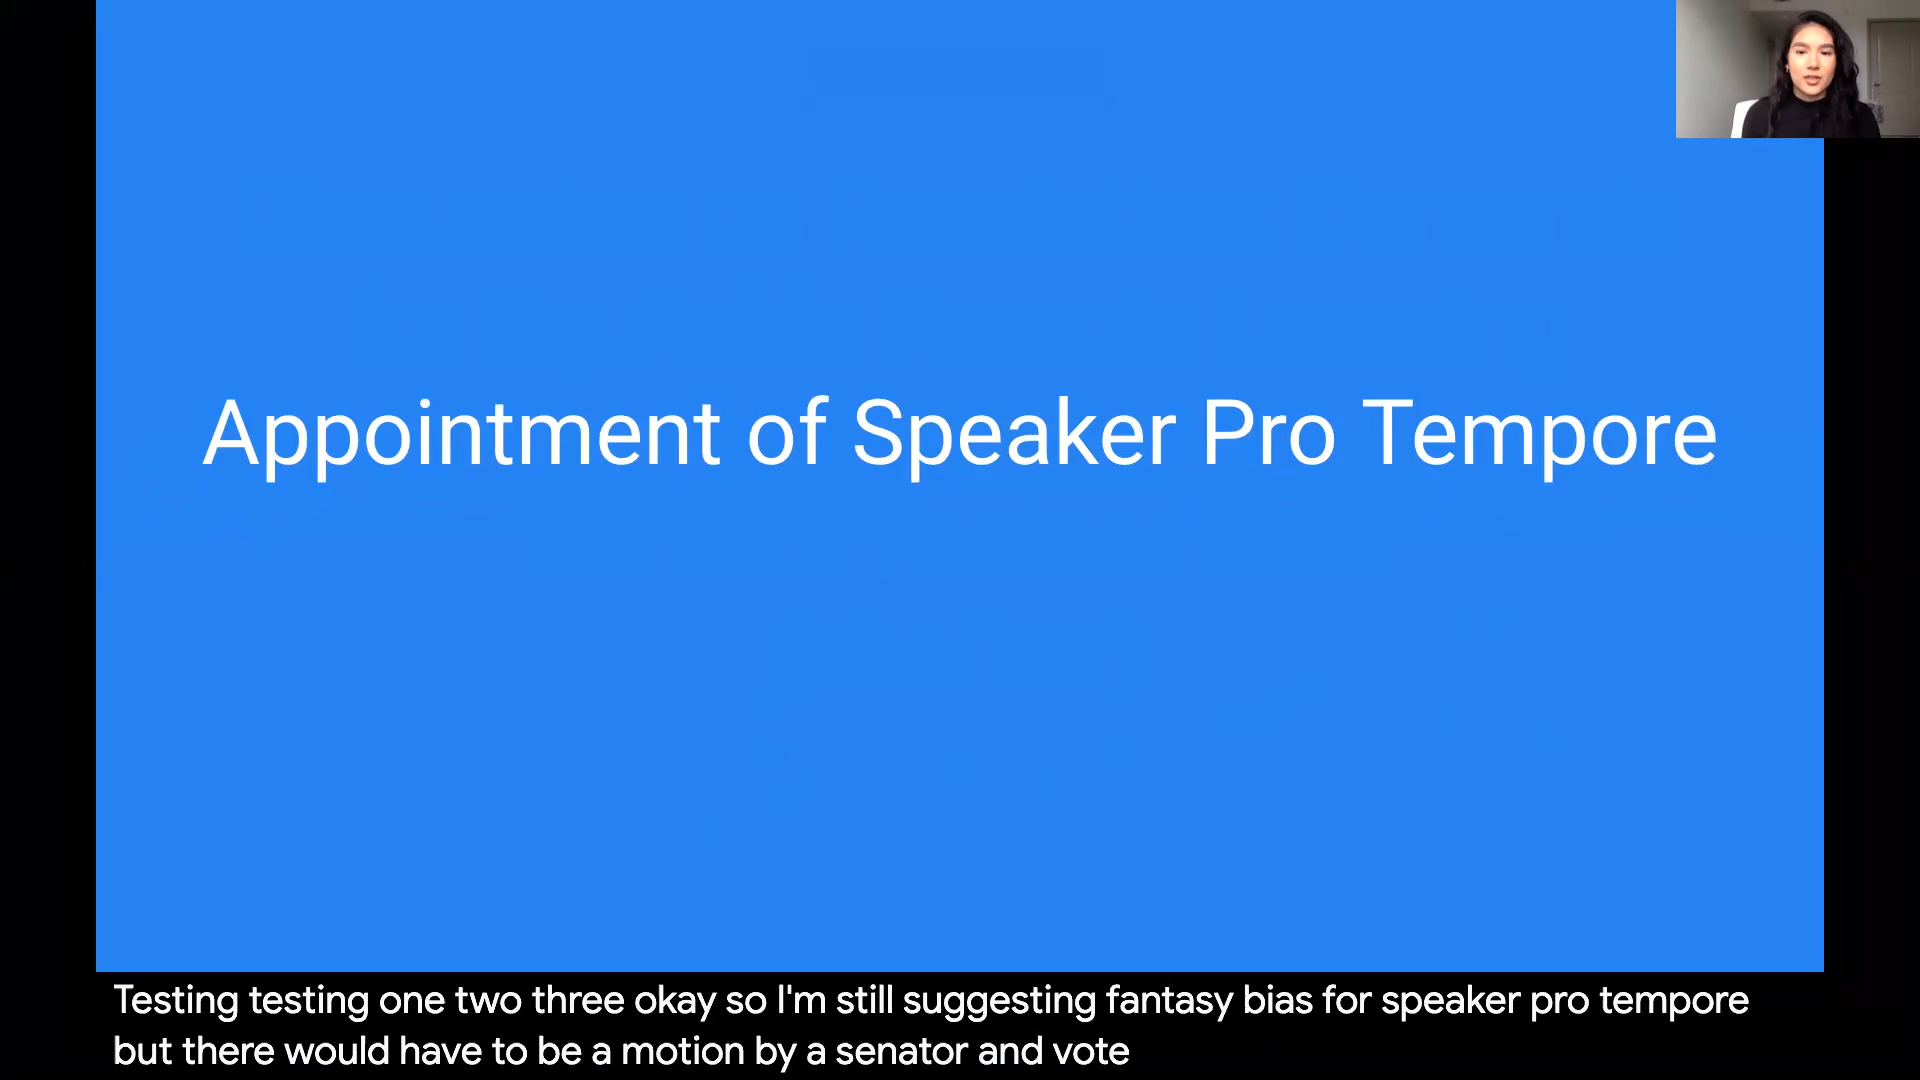 Appointment of Speaker Pro Tempore
Testing testing one two three okay so I'm still suggesting fantasy bias for speaker pro tempore
but there would have to be a motion by a senator and vote